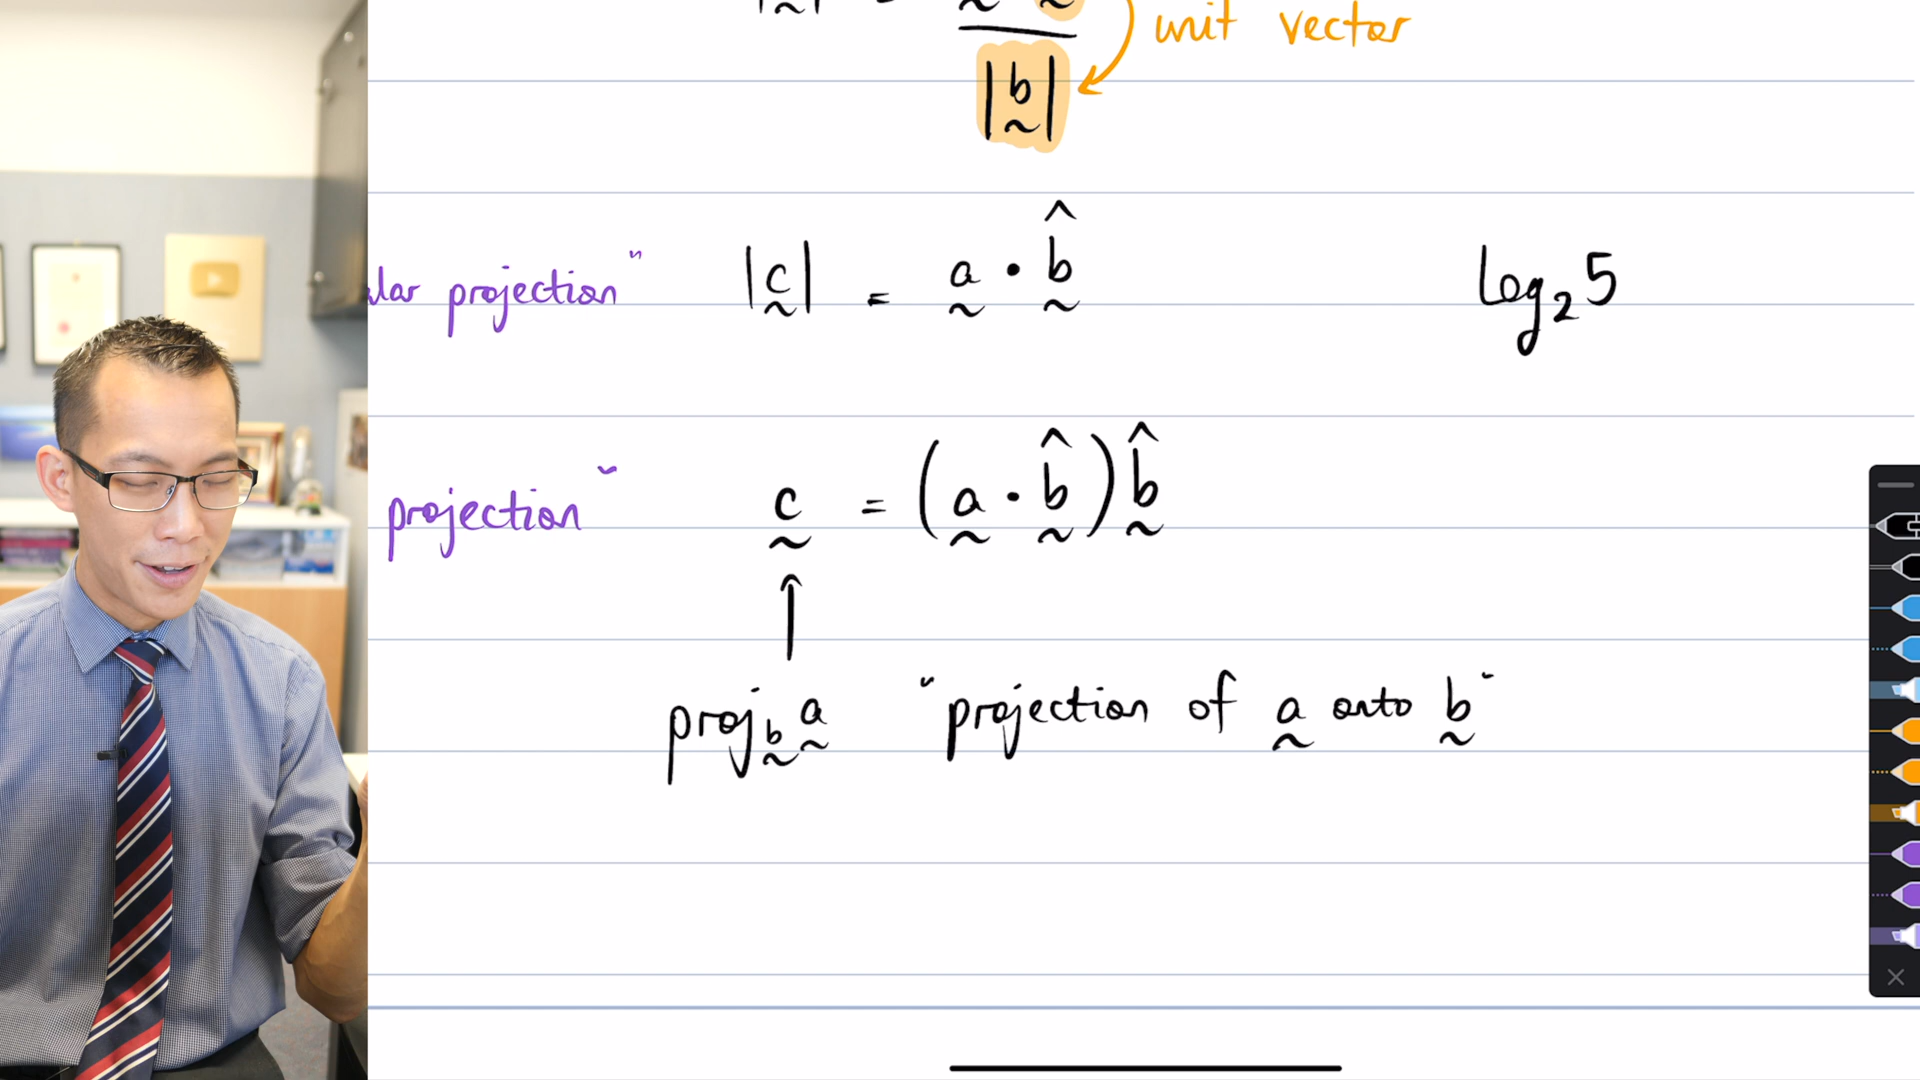 |c| = a · b unit vector
|b|
lar projection" |c| = a · b̂ log₂5
projection" c = (a · b̂) b̂
↑
proj_b a "projection of a onto b"